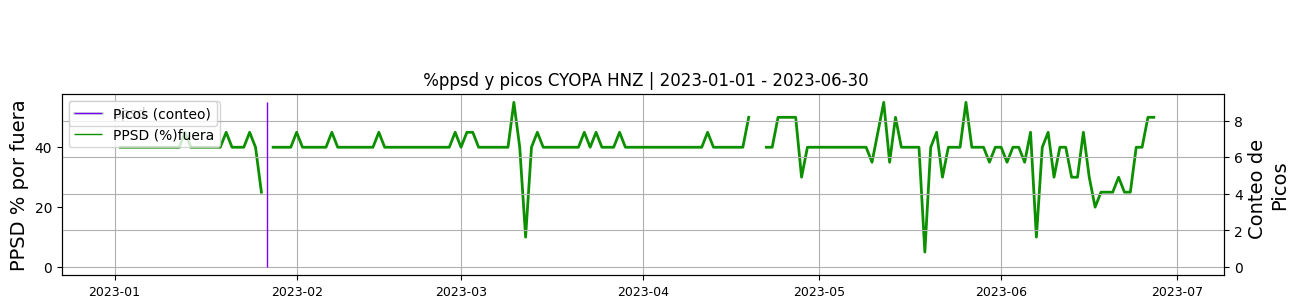 %ppsd y picos CYOPA HNZ | 2023-01-01 - 2023-06-30
Picos (conteo)
PPSD (%)fuera
PPSD % por fuera
40
20
0
8
6
4
2
0
Conteo de
Picos
2023-01
2023-02
2023-03
2023-04
2023-05
2023-06
2023-07